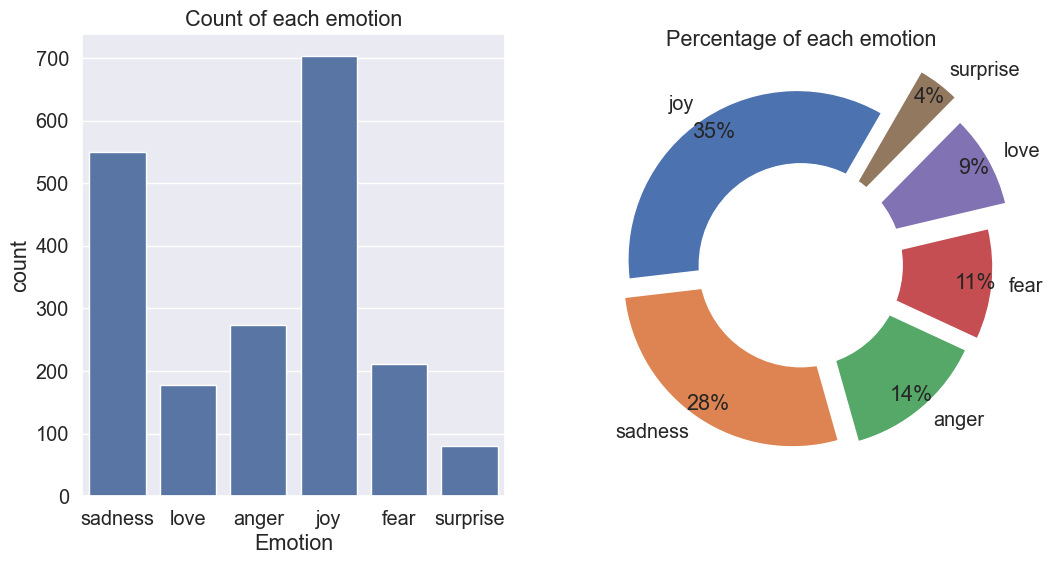 Count of each emotion
700
600
500
400
300
200
100
0
count
sadness love anger joy fear surprise
Emotion
Percentage of each emotion
surprise
4%
joy
35%
love
9%
fear
11%
anger
14%
sadness
28%